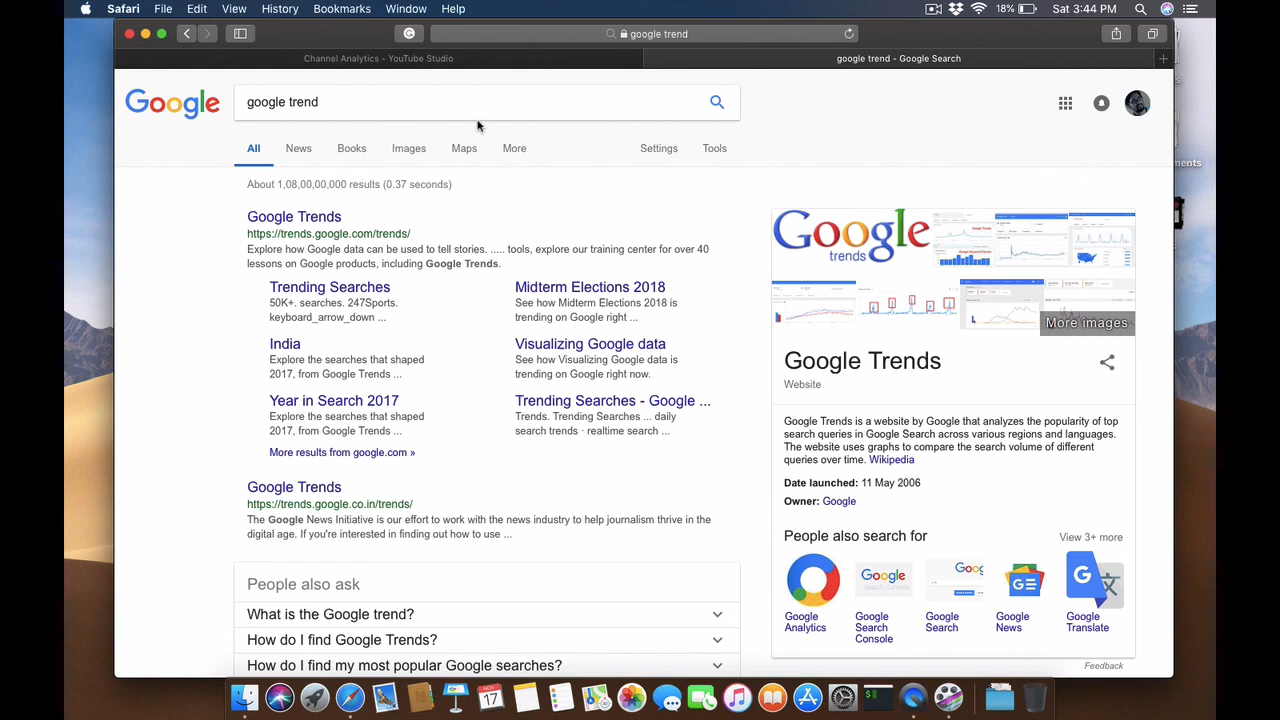 Safari File Edit View History Bookmarks Window Help
18% Sat 3:44 PM
google trend
Channel Analytics - YouTube Studio
google trend - Google Search
Google
google trend
All News Books Images Maps More Settings Tools
About 1,08,00,00,000 results (0.37 seconds)
Google Trends
https://trends.google.com/trends/
Explore how Google data can be used to tell stories. ..... tools, explore our training center for over 40
lessons on Google products, including Google Trends.
Trending Searches
50K+. searches. 247Sports.
keyboard_arrow_down ...
Midterm Elections 2018
See how Midterm Elections 2018 is
trending on Google right ...
India
Explore the searches that shaped
2017, from Google Trends ...
Visualizing Google data
See how Visualizing Google data is
trending on Google right now.
Year in Search 2017
Explore the searches that shaped
2017, from Google Trends ...
Trending Searches - Google ...
Trends. Trending Searches ... daily
search trends · realtime search ...
More results from google.com »
Google Trends
https://trends.google.co.in/trends/
The Google News Initiative is our effort to work with the news industry to help journalism thrive in the
digital age. If you're interested in finding out how to use ...
People also ask
What is the Google trend?
How do I find Google Trends?
How do I find my most popular Google searches?
Google
trends
More images
Google Trends
Website
Google Trends is a website by Google that analyzes the popularity of top
search queries in Google Search across various regions and languages.
The website uses graphs to compare the search volume of different
queries over time. Wikipedia
Date launched: 11 May 2006
Owner: Google
People also search for
View 3+ more
Google
Search Console
Google
Analytics
Google
Search
Console
Google
Search
Google
News
Google
Translate
Feedback
NOV
17